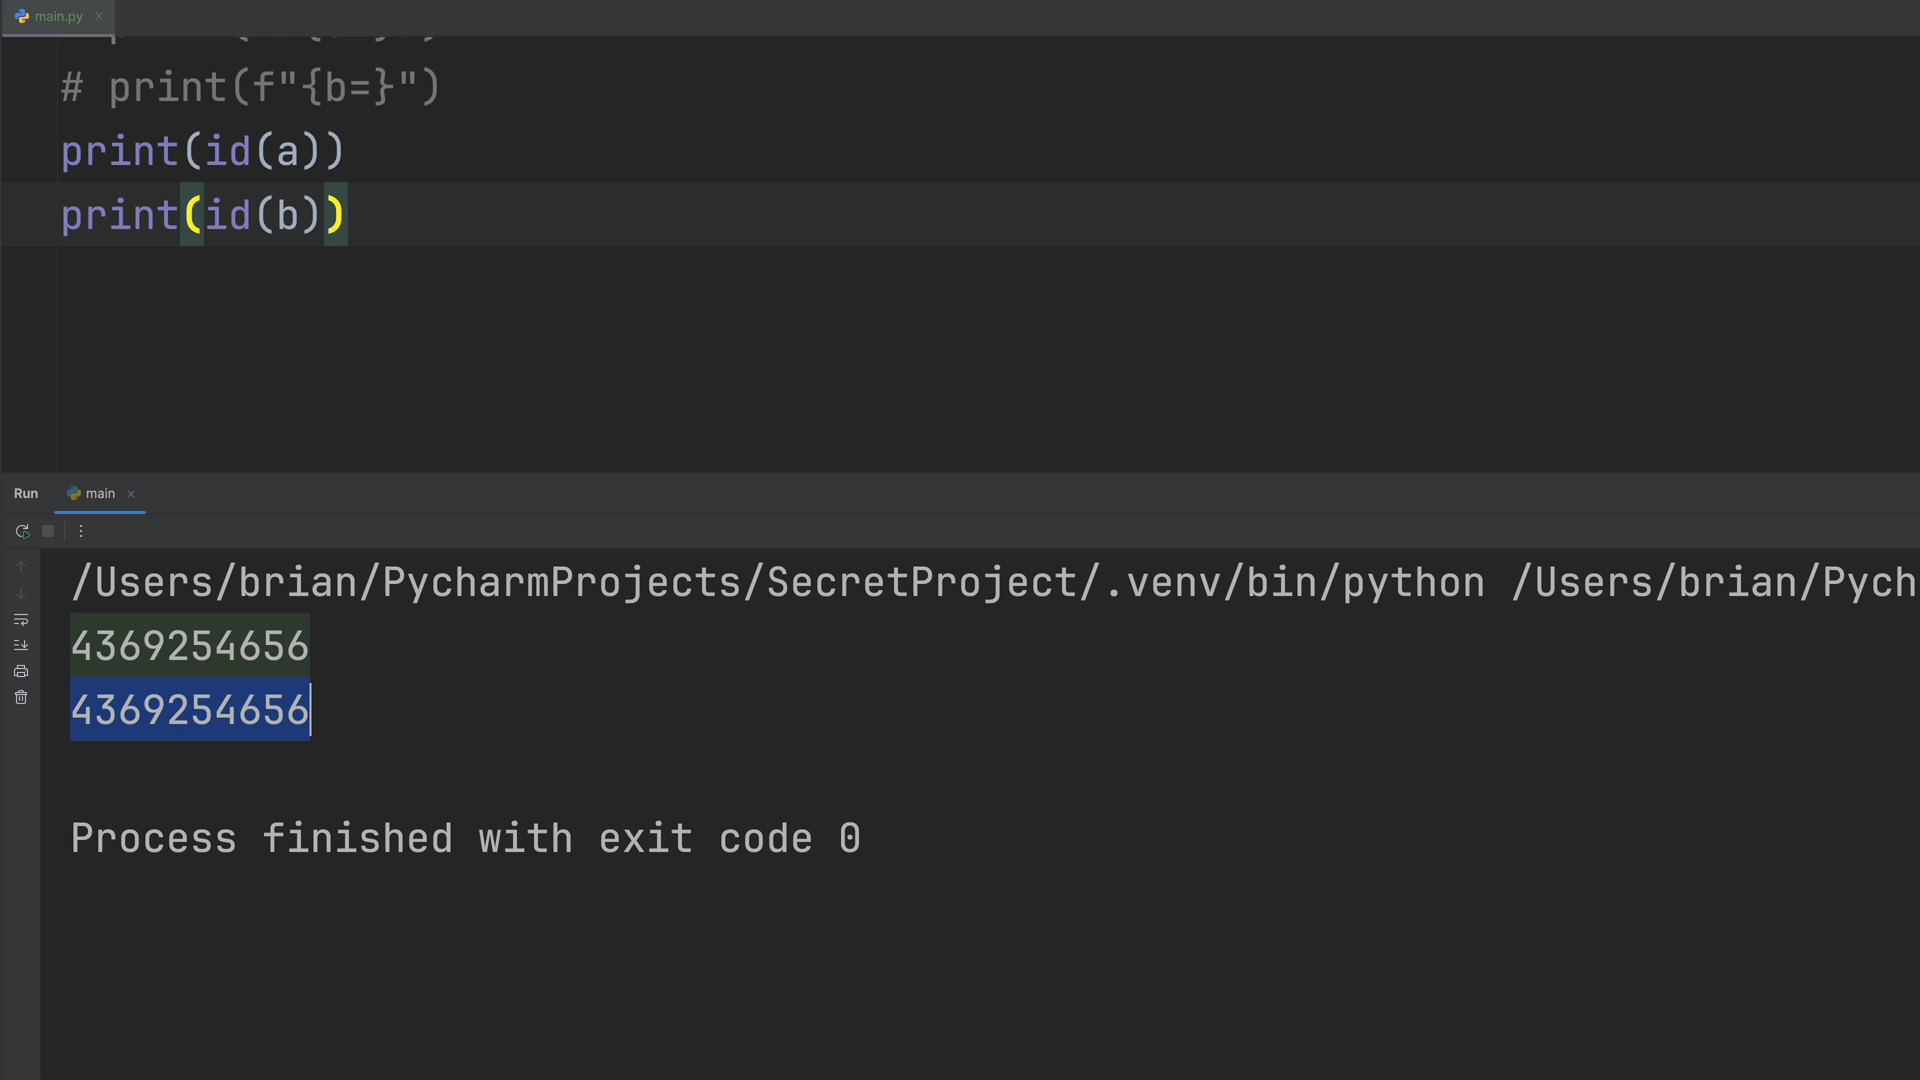 main.py
# print(f"{b=}")
print(id(a))
print(id(b))
Run main
/Users/brian/PycharmProjects/SecretProject/.venv/bin/python /Users/brian/Pych
4369254656
4369254656
Process finished with exit code 0